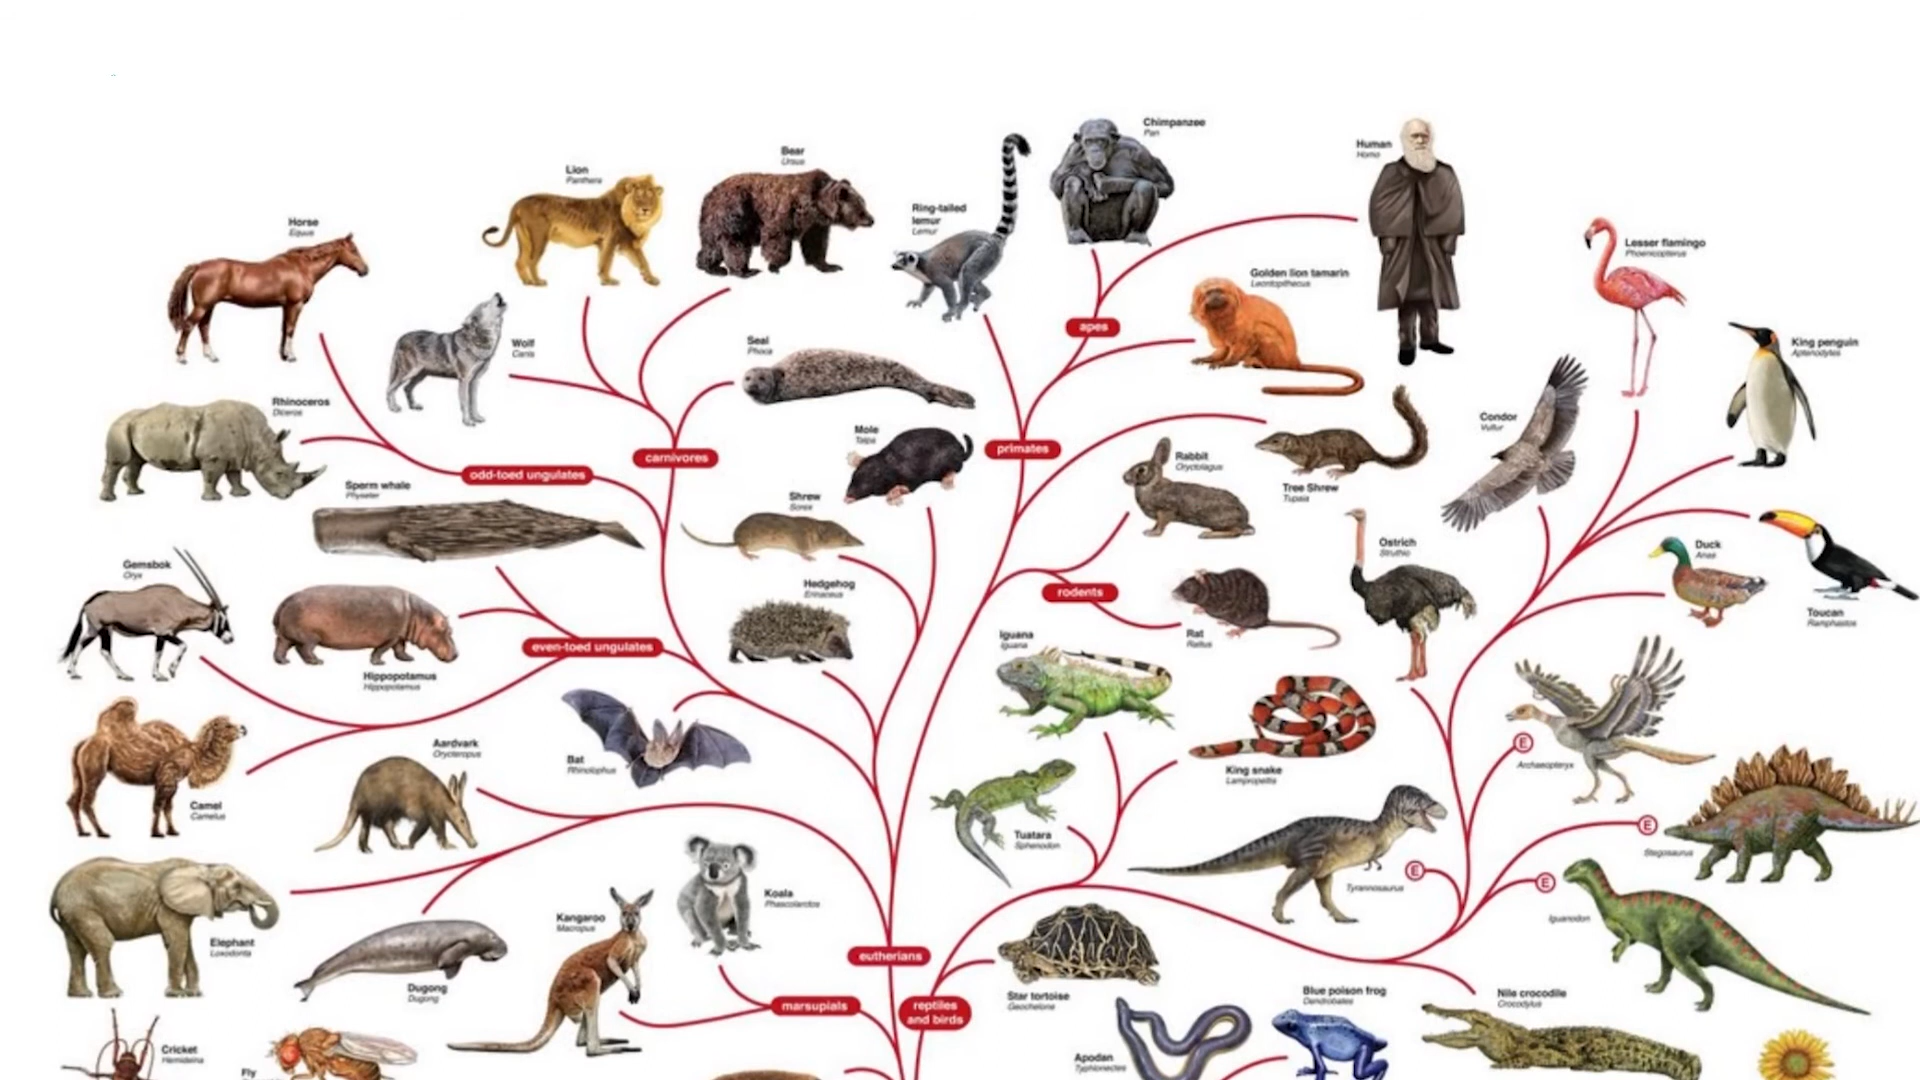 Chimpanzee
Pan
Human
Homo
Bear
Ursus
Lion
Panthera
Ring-tailed
lemur
Lemur
Horse
Equus
Lesser flamingo
Phoenicopterus
Golden lion tamarin
Leontopithecus
apes
Wolf
Canis
Seal
Phoca
King penguin
Aptenodytes
Rhinoceros
Diceros
Condor
Vultur
Mole
Talpa
primates
carnivores
odd-toed ungulates
Rabbit
Oryctolagus
Tree Shrew
Tupaia
Sperm whale
Physeter
Shrew
Sorex
Ostrich
Struthio
Duck
Anas
Gemsbok
Oryx
Hedgehog
Erinaceus
rodents
Toucan
Ramphastos
Iguana
Iguana
Rat
Rattus
even-toed ungulates
Hippopotamus
Hippopotamus
Aardvark
Orycteropus
Bat
Rhinolophus
King snake
Lampropeltis
E
Archaeopteryx
Camel
Camelus
Tuatara
Sphenodon
E
Stegosaurus
E
Tyrannosaurus
E
Iguanodon
Koala
Phascolarctos
Kangaroo
Macropus
Elephant
Loxodonta
eutherians
Dugong
Dugong
Star tortoise
Geochelone
Blue poison frog
Dendrobates
Nile crocodile
Crocodylus
marsupials
reptiles
and birds
Cricket
Hemideina
Apodan
Typhlonectes
Fly